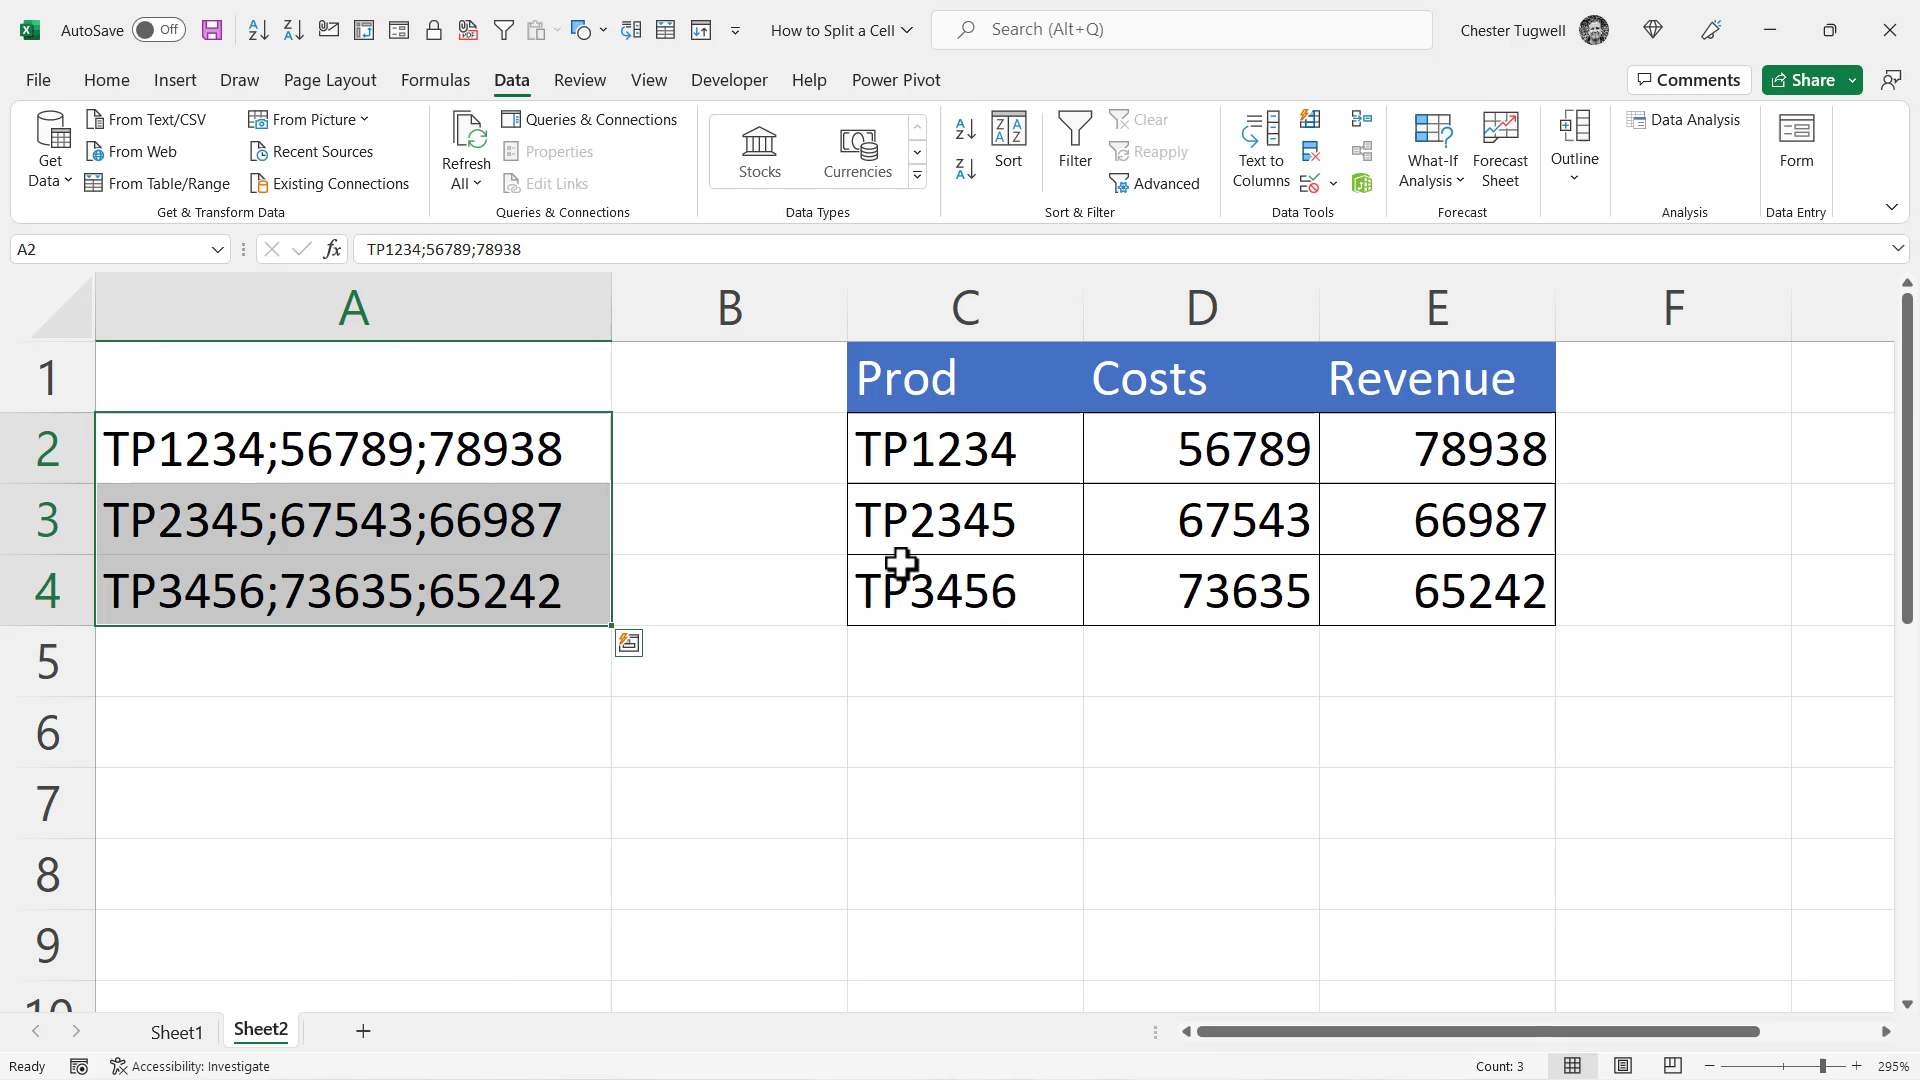 AutoSave Off How to Split a Cell Search (Alt+Q) Chester Tugwell
File Home Insert Draw Page Layout Formulas Data Review View Developer Help Power Pivot Comments Share
Get Data
From Text/CSV
From Web
From Table/Range
From Picture
Recent Sources
Existing Connections
Get & Transform Data
Refresh All
Queries & Connections
Properties
Edit Links
Queries & Connections
Stocks Currencies
Data Types
Sort
Filter
Clear
Reapply
Advanced
Sort & Filter
Text to Columns
Data Tools
What-If Analysis
Forecast Sheet
Forecast
Outline
Data Analysis
Analysis
Form
Data Entry
A2 fx TP1234;56789;78938
A B C D E F
1 Prod Costs Revenue
2 TP1234;56789;78938 TP1234 56789 78938
3 TP2345;67543;66987 TP2345 67543 66987
4 TP3456;73635;65242 TP3456 73635 65242
5
6
7
8
9
10
Sheet1 Sheet2
Ready Accessibility: Investigate Count: 3 295%